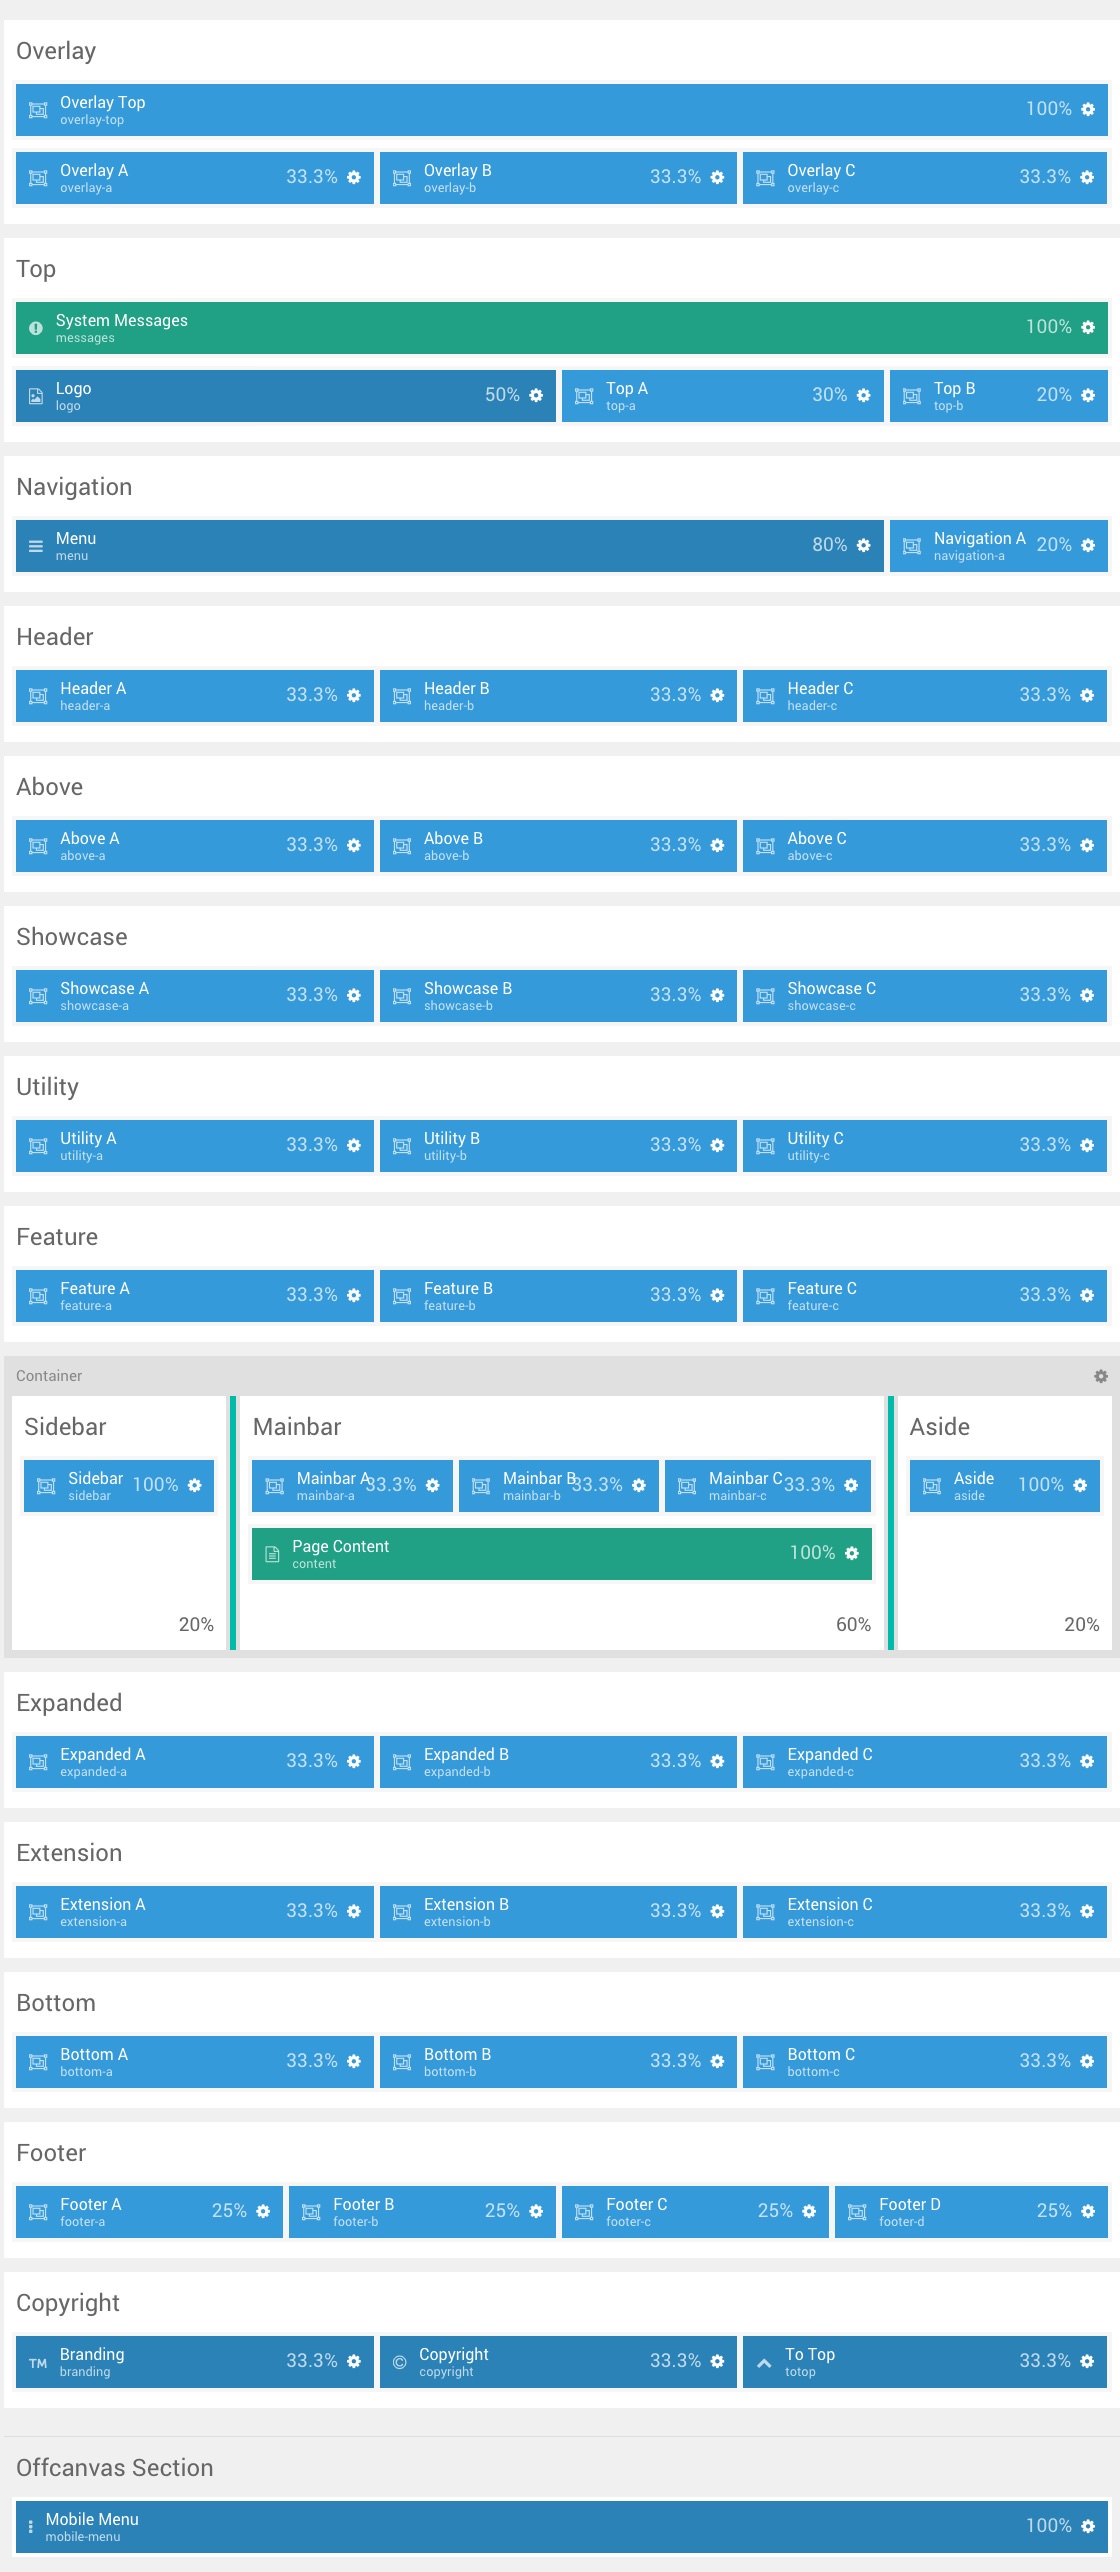 Overlay
Overlay Top 100%
overlay-top
Overlay A 33.3% Overlay B 33.3% Overlay C 33.3%
overlay-a overlay-b overlay-c
Top
System Messages 100%
messages
Logo 50% Top A 30% Top B 20%
logo top-a top-b
Navigation
Menu 80% Navigation A 20%
menu navigation-a
Header
Header A 33.3% Header B 33.3% Header C 33.3%
header-a header-b header-c
Above
Above A 33.3% Above B 33.3% Above C 33.3%
above-a above-b above-c
Showcase
Showcase A 33.3% Showcase B 33.3% Showcase C 33.3%
showcase-a showcase-b showcase-c
Utility
Utility A 33.3% Utility B 33.3% Utility C 33.3%
utility-a utility-b utility-c
Feature
Feature A 33.3% Feature B 33.3% Feature C 33.3%
feature-a feature-b feature-c
Container
Sidebar Mainbar Aside
Sidebar 100% Mainbar A 33.3% Mainbar B 33.3% Mainbar C 33.3% Aside 100%
sidebar mainbar-a mainbar-b mainbar-c aside
Page Content 100%
content
20% 60% 20%
Expanded
Expanded A 33.3% Expanded B 33.3% Expanded C 33.3%
expanded-a expanded-b expanded-c
Extension
Extension A 33.3% Extension B 33.3% Extension C 33.3%
extension-a extension-b extension-c
Bottom
Bottom A 33.3% Bottom B 33.3% Bottom C 33.3%
bottom-a bottom-b bottom-c
Footer
Footer A 25% Footer B 25% Footer C 25% Footer D 25%
footer-a footer-b footer-c footer-d
Copyright
TM Branding 33.3% © Copyright 33.3% To Top 33.3%
branding copyright totop
Offcanvas Section
Mobile Menu 100%
mobile-menu